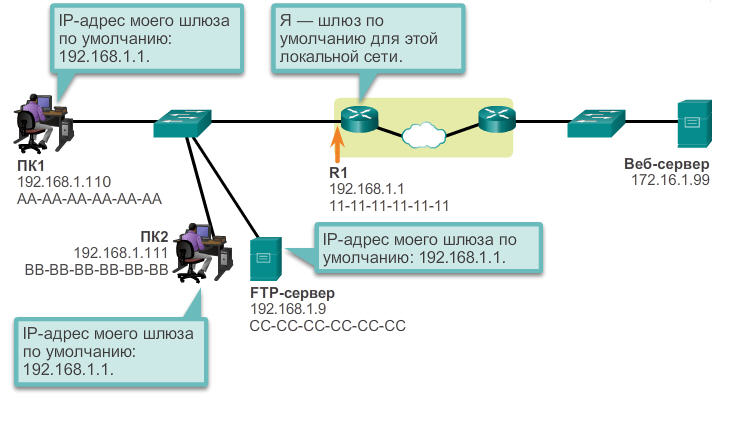 IP-адрес моего шлюза
по умолчанию:
192.168.1.1.
Я — шлюз по
умолчанию для этой
локальной сети.
ПК1
192.168.1.110
AA-AA-AA-AA-AA-AA
R1
192.168.1.1
11-11-11-11-11-11
Веб-сервер
172.16.1.99
ПК2
192.168.1.111
BB-BB-BB-BB-BB-BB
IP-адрес моего шлюза по
умолчанию: 192.168.1.1.
FTP-сервер
192.168.1.9
CC-CC-CC-CC-CC-CC
IP-адрес моего шлюза
по умолчанию:
192.168.1.1.